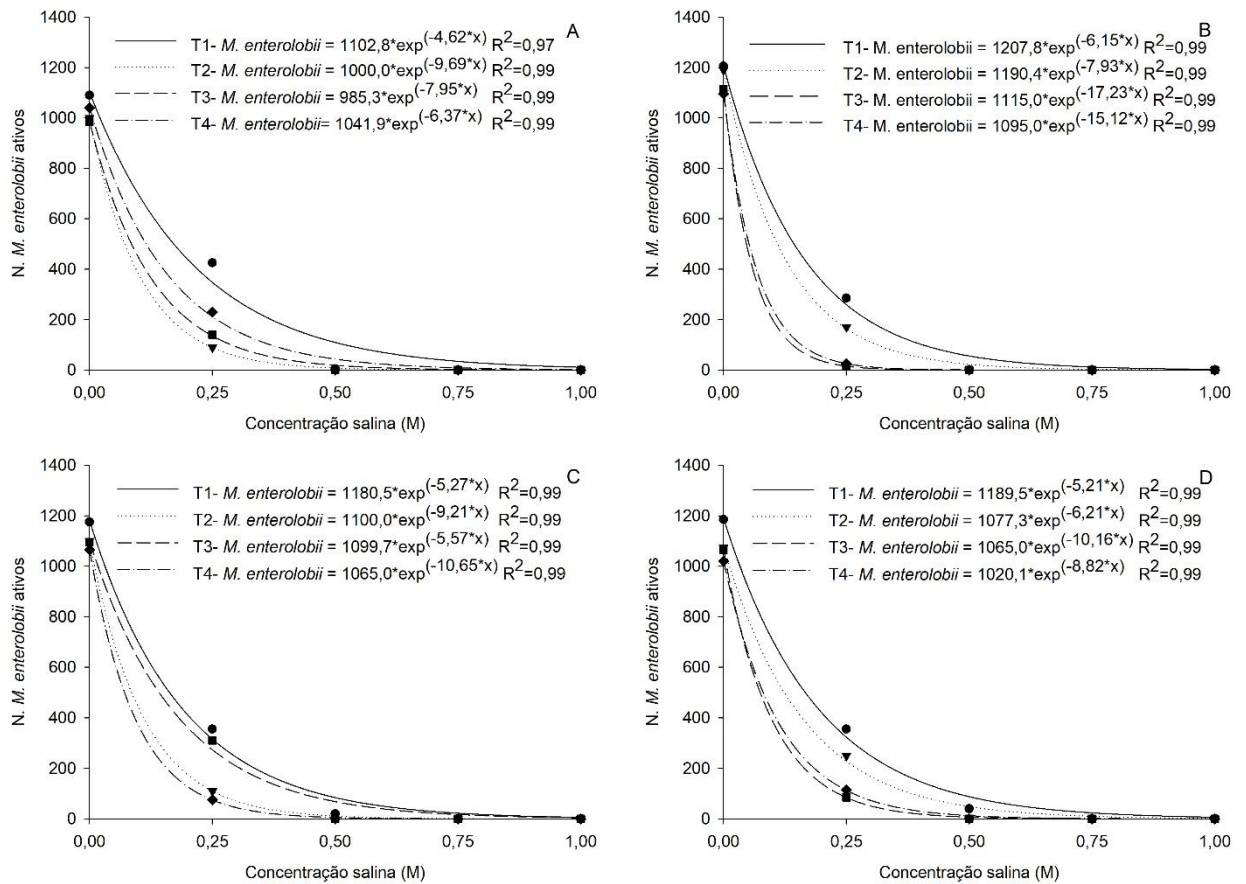 A
T1- M. enterolobii = 1102,8*exp(-4,62*x) R2=0,97
T2- M. enterolobii = 1000,0*exp(-9,69*x) R2=0,99
T3- M. enterolobii = 985,3*exp(-7,95*x) R2=0,99
T4- M. enterolobii= 1041,9*exp(-6,37*x) R2=0,99
N. M. enterolobii ativos
1400
1200
1000
800
600
400
200
0
0,00 0,25 0,50 0,75 1,00
Concentração salina (M)
B
T1- M. enterolobii = 1207,8*exp(-6,15*x) R2=0,99
T2- M. enterolobii = 1190,4*exp(-7,93*x) R2=0,99
T3- M. enterolobii = 1115,0*exp(-17,23*x) R2=0,99
T4- M. enterolobii = 1095,0*exp(-15,12*x) R2=0,99
N. M. enterolobii ativos
1400
1200
1000
800
600
400
200
0
0,00 0,25 0,50 0,75 1,00
Concentração salina (M)
C
T1- M. enterolobii = 1180,5*exp(-5,27*x) R2=0,99
T2- M. enterolobii = 1100,0*exp(-9,21*x) R2=0,99
T3- M. enterolobii = 1099,7*exp(-5,57*x) R2=0,99
T4- M. enterolobii = 1065,0*exp(-10,65*x) R2=0,99
N. M. enterolobii ativos
1400
1200
1000
800
600
400
200
0
0,00 0,25 0,50 0,75 1,00
Concentração salina (M)
D
T1- M. enterolobii = 1189,5*exp(-5,21*x) R2=0,99
T2- M. enterolobii = 1077,3*exp(-6,21*x) R2=0,99
T3- M. enterolobii = 1065,0*exp(-10,16*x) R2=0,99
T4- M. enterolobii = 1020,1*exp(-8,82*x) R2=0,99
N. M. enterolobii ativos
1400
1200
1000
800
600
400
200
0
0,00 0,25 0,50 0,75 1,00
Concentração salina (M)